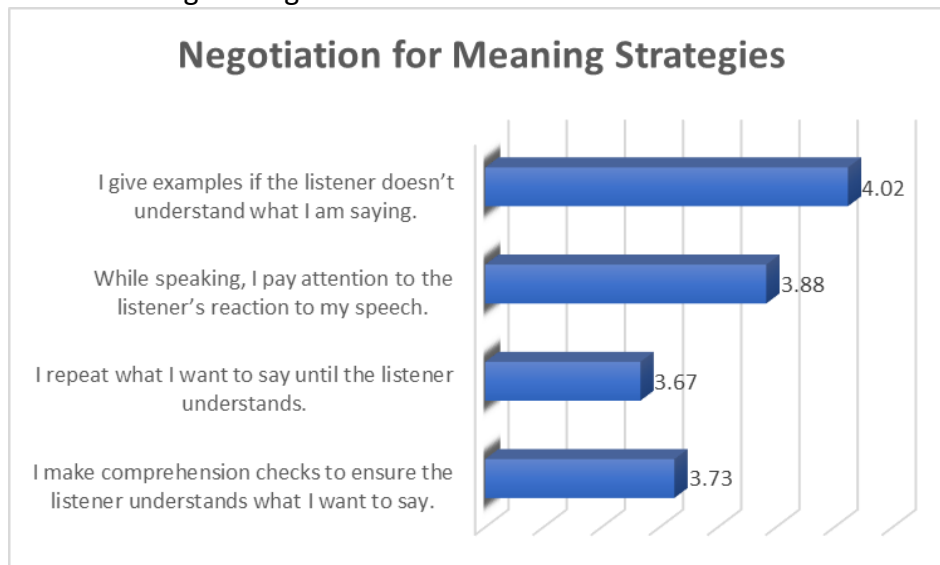 Negotiation for Meaning Strategies
I give examples if the listener doesn’t
understand what I am saying.
4.02
While speaking, I pay attention to the
listener’s reaction to my speech.
3.88
I repeat what I want to say until the listener
understands.
3.67
I make comprehension checks to ensure the
listener understands what I want to say.
3.73